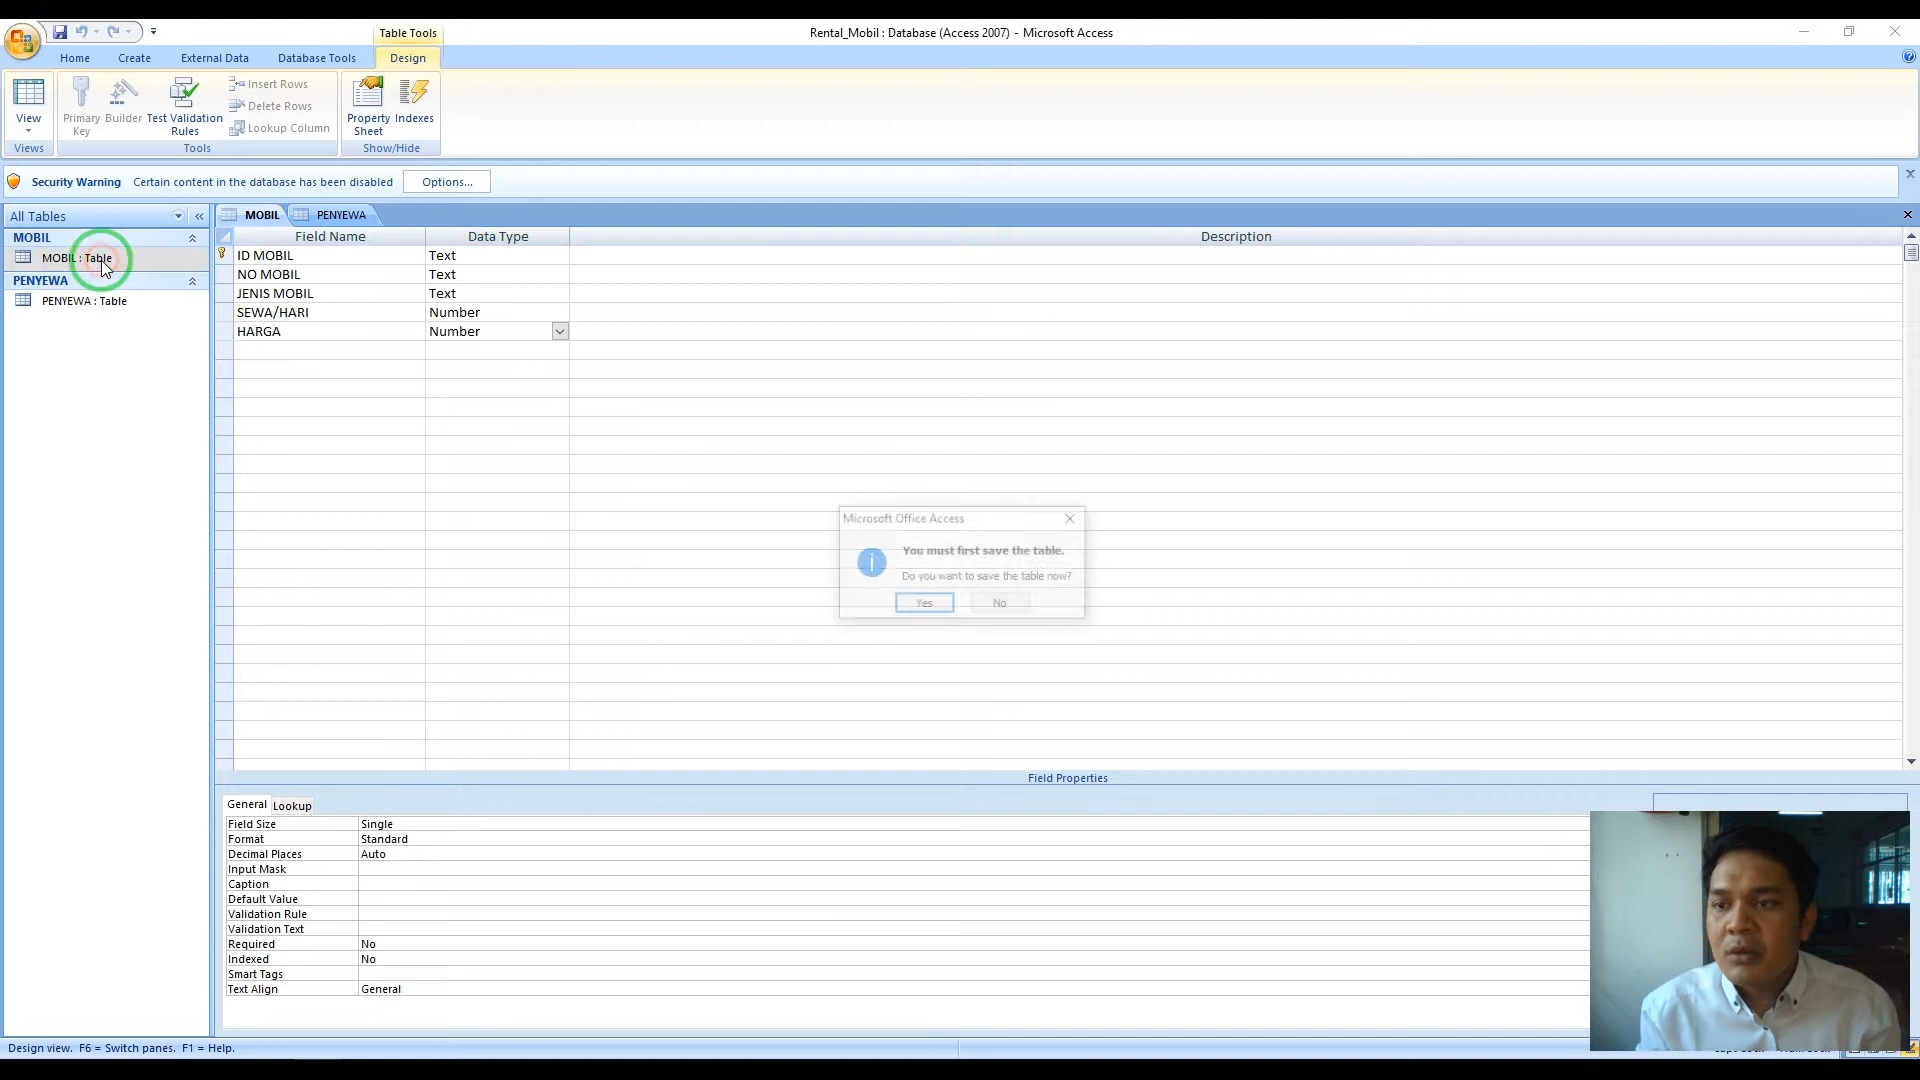 Table Tools
Rental_Mobil : Database (Access 2007) - Microsoft Access
Home Create External Data Database Tools Design
View
Primary Key
Builder
Test Validation Rules
Insert Rows
Delete Rows
Lookup Column
Property Sheet
Indexes
Views Tools Show/Hide
Security Warning Certain content in the database has been disabled Options...
All Tables
MOBIL
MOBIL : Table
PENYEWA
PENYEWA : Table
MOBIL PENYEWA
Field Name Data Type Description
ID MOBIL Text
NO MOBIL Text
JENIS MOBIL Text
SEWA/HARI Number
HARGA Number
Microsoft Office Access
You must first save the table.
Do you want to save the table now?
Yes No
Field Properties
General Lookup
Field Size Single
Format Standard
Decimal Places Auto
Input Mask
Caption
Default Value
Validation Rule
Validation Text
Required No
Indexed No
Smart Tags
Text Align General
Design view. F6 = Switch panes. F1 = Help.